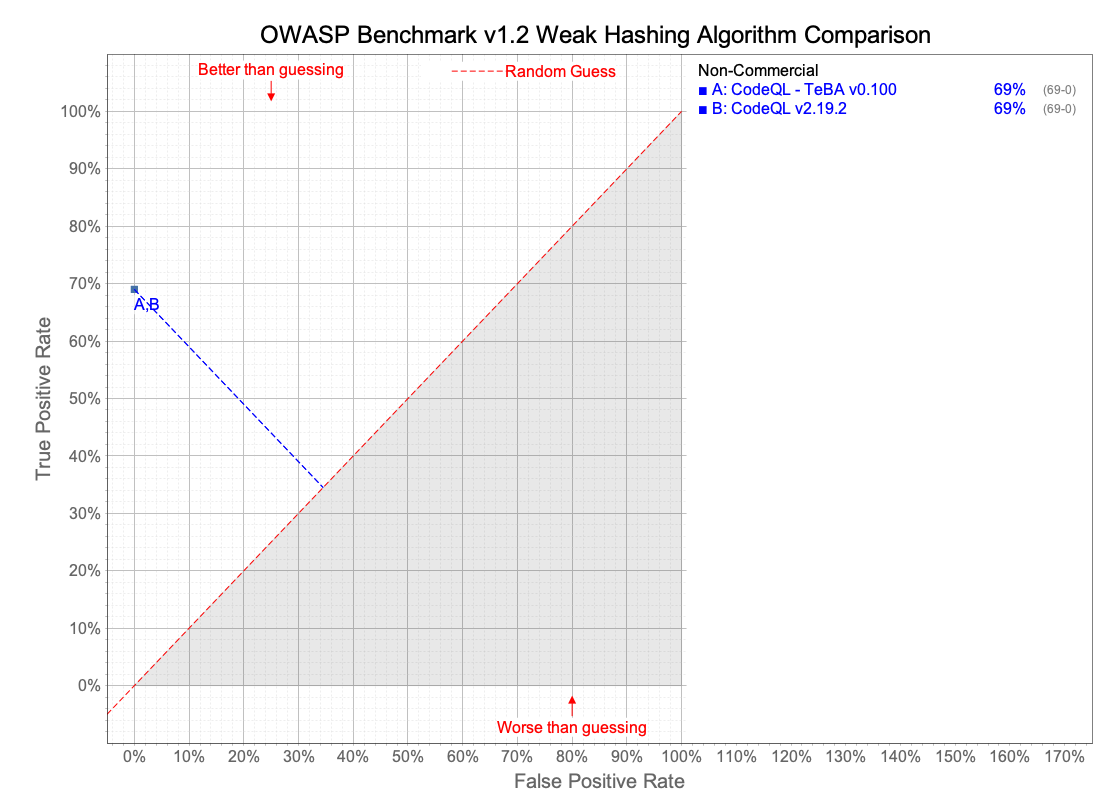 OWASP Benchmark v1.2 Weak Hashing Algorithm Comparison
Better than guessing
Random Guess
Non-Commercial
A: CodeQL - TeBA v0.100 69% (69-0)
B: CodeQL v2.19.2 69% (69-0)
100%
90%
80%
70%
60%
50%
40%
30%
20%
10%
0%
True Positive Rate
A,B
Worse than guessing
0% 10% 20% 30% 40% 50% 60% 70% 80% 90% 100% 110% 120% 130% 140% 150% 160% 170%
False Positive Rate